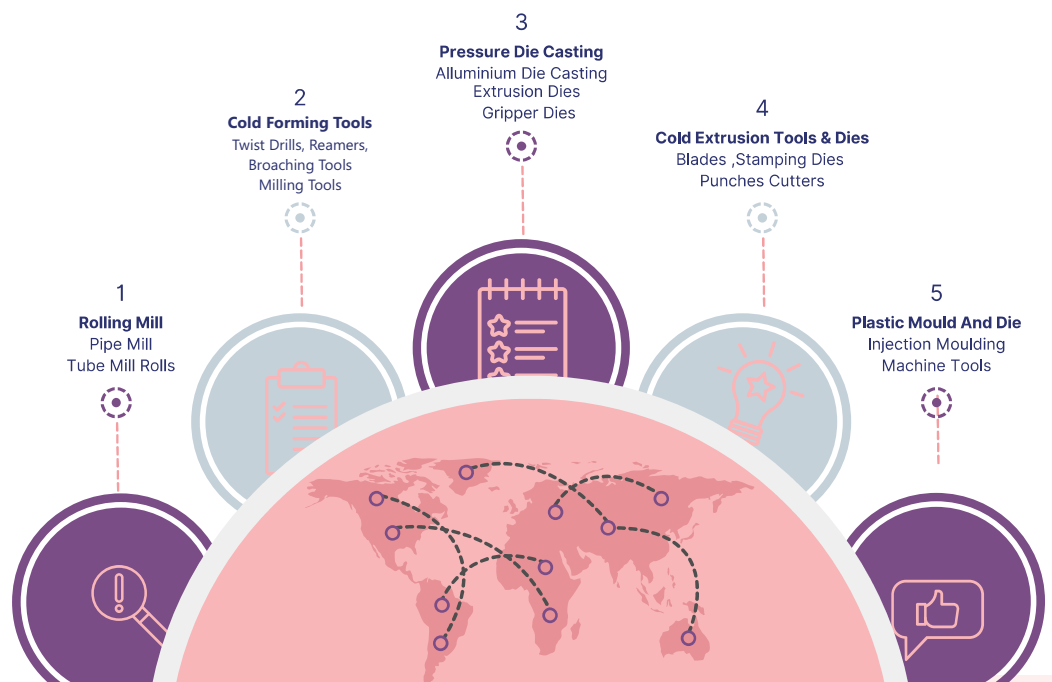 1
Rolling Mill
Pipe Mill
Tube Mill Rolls
2
Cold Forming Tools
Twist Drills, Reamers,
Broaching Tools
Milling Tools
3
Pressure Die Casting
Alluminium Die Casting
Extrusion Dies
Gripper Dies
4
Cold Extrusion Tools & Dies
Blades ,Stamping Dies
Punches Cutters
5
Plastic Mould And Die
Injection Moulding
Machine Tools